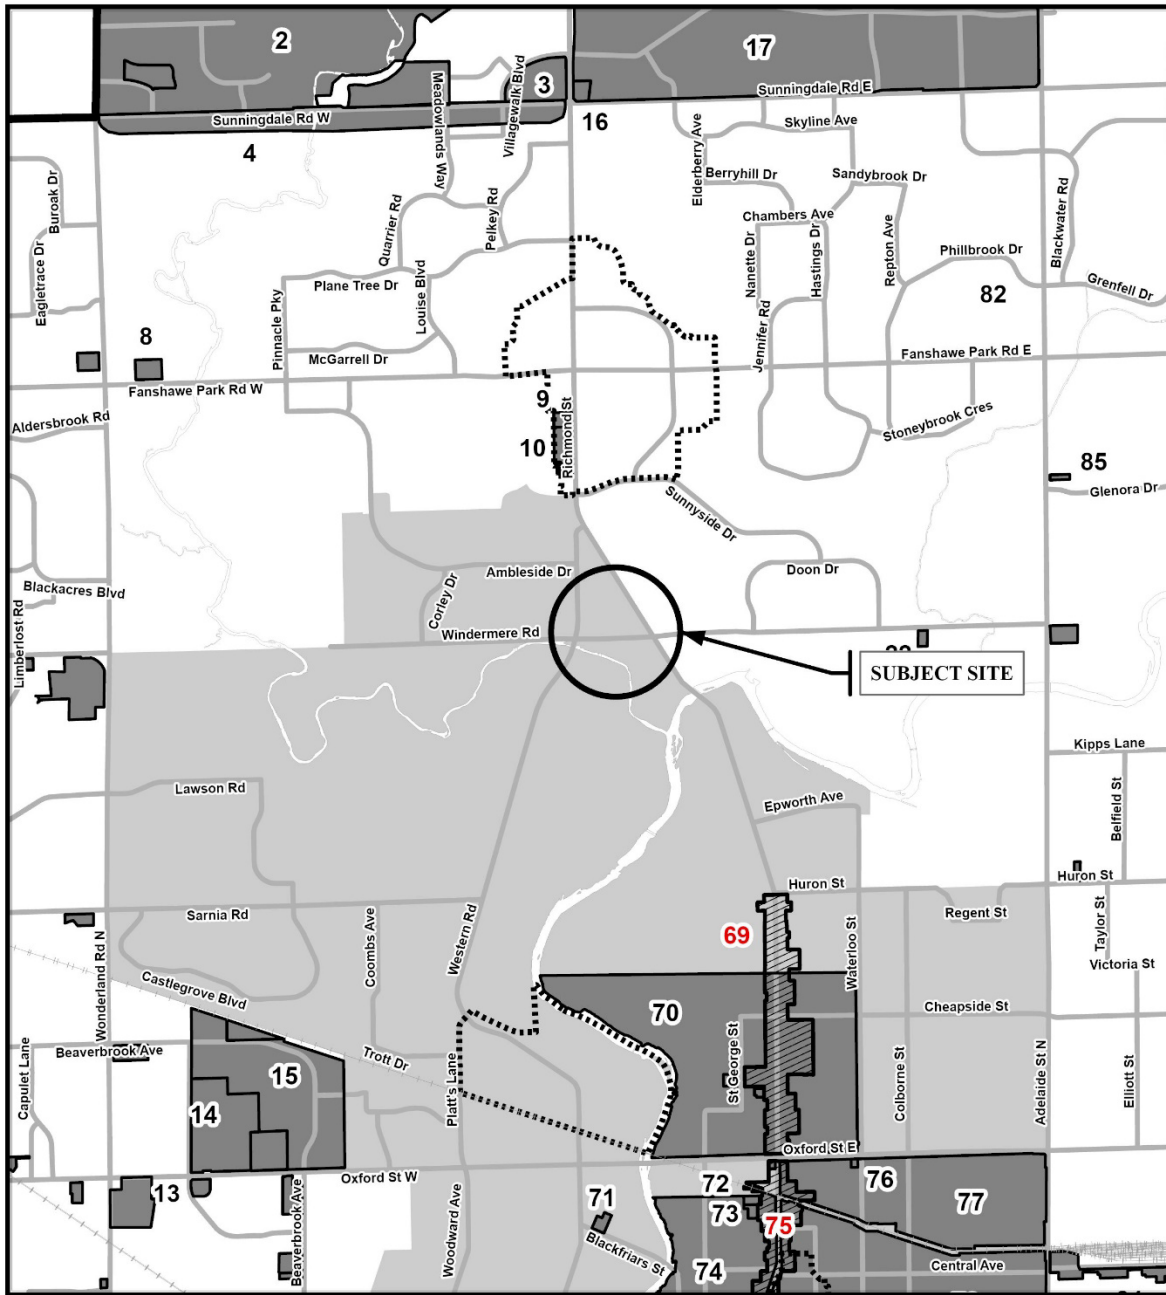 2
17
3
Sunningdale Rd E
Sunningdale Rd W
Meadowlands Way
Villagewalk Blvd
16
Skyline Ave
4
Elderberry Ave
Berryhill Dr
Sandybrook Dr
Buroak Dr
Quarrier Rd
Pelkey Rd
Chambers Ave
Blackwater Rd
Eagletrace Dr
Nanette Dr
Hastings Dr
Repton Ave
Phillbrook Dr
Plane Tree Dr
Louise Blvd
82
Grenfell Dr
8
Pinnacle Pky
McGarrell Dr
Jennifer Rd
Fanshawe Park Rd E
Fanshawe Park Rd W
9
Richmond St
Aldersbrook Rd
Stoneybrook Cres
10
85
Glenora Dr
Sunnyside Dr
Blackacres Blvd
Ambleside Dr
Doon Dr
Corley Dr
Limberlost Rd
Windermere Rd
SUBJECT SITE
Kipps Lane
Lawson Rd
Epworth Ave
Belfield St
Huron St
Huron St
Sarnia Rd
Regent St
Coombs Ave
Western Rd
69
Waterloo St
Taylor St
Wonderland Rd N
Victoria St
Castlegrove Blvd
70
Cheapside St
Beaverbrook Ave
Trott Dr
St George St
Capulet Lane
15
Platt's Lane
Colborne St
Adelaide St N
Elliott St
14
Oxford St E
Oxford St W
13
72
76
77
71
73
75
Beaverbrook Ave
Woodward Ave
Blackfriars St
74
Central Ave